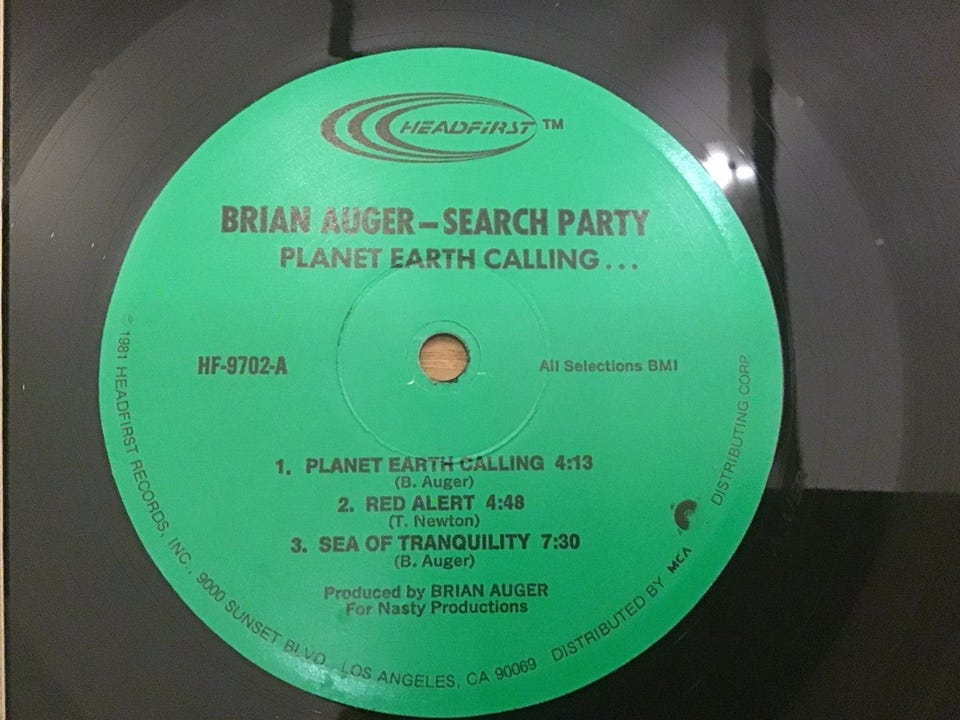 HEADFIRST TM
BRIAN AUGER – SEARCH PARTY
PLANET EARTH CALLING...
HF-9702-A
All Selections BMI
1. PLANET EARTH CALLING 4:13
(B. Auger)
2. RED ALERT 4:48
(T. Newton)
3. SEA OF TRANQUILITY 7:30
(B. Auger)
Produced by BRIAN AUGER
For Nasty Productions
℗ 1981 HEADFIRST RECORDS, INC., 9000 SUNSET BLVD. LOS ANGELES, CA 90069 DISTRIBUTED BY MCA DISTRIBUTING CORP.